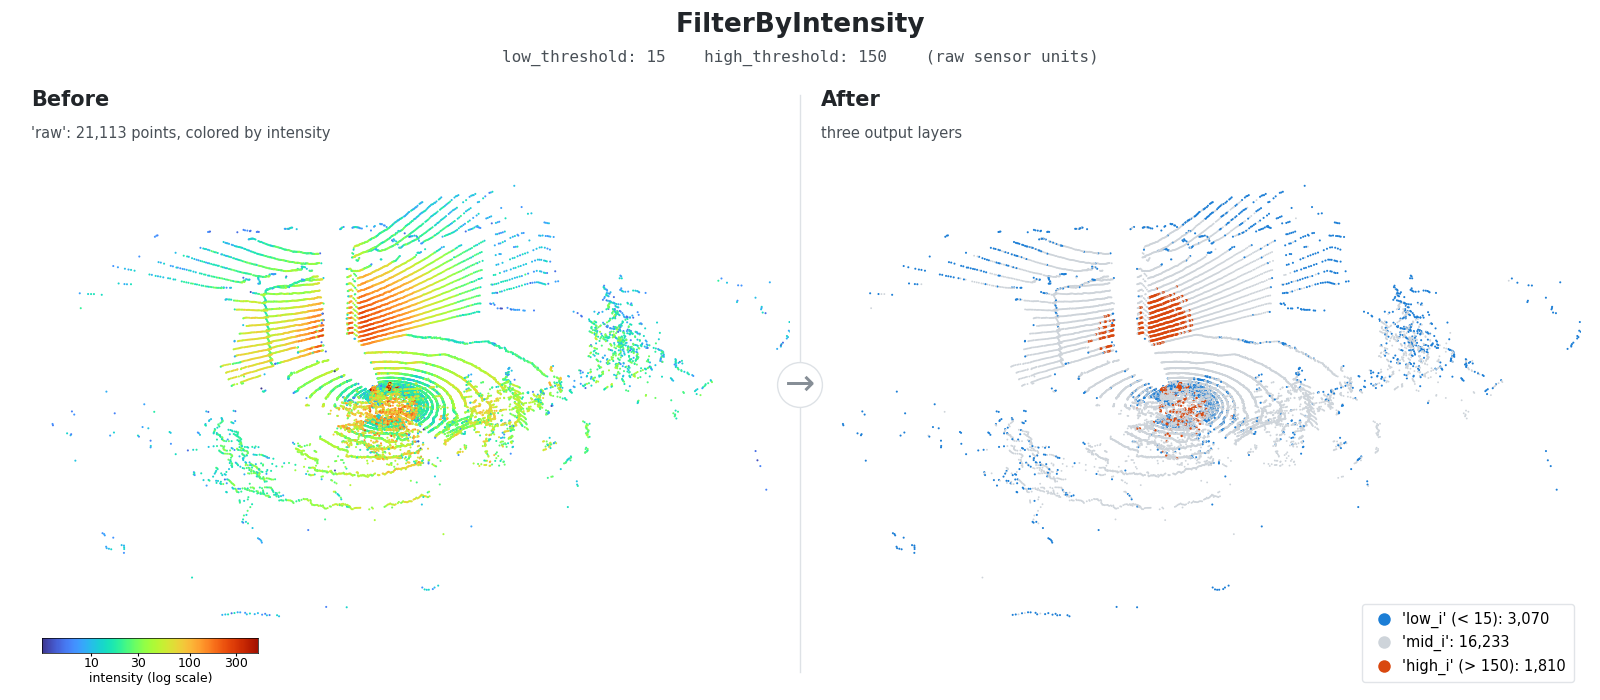 FilterByIntensity
low_threshold: 15    high_threshold: 150    (raw sensor units)
Before
'raw': 21,113 points, colored by intensity
After
three output layers
→
10 30 100 300
intensity (log scale)
'low_i' (< 15): 3,070
'mid_i': 16,233
'high_i' (> 150): 1,810